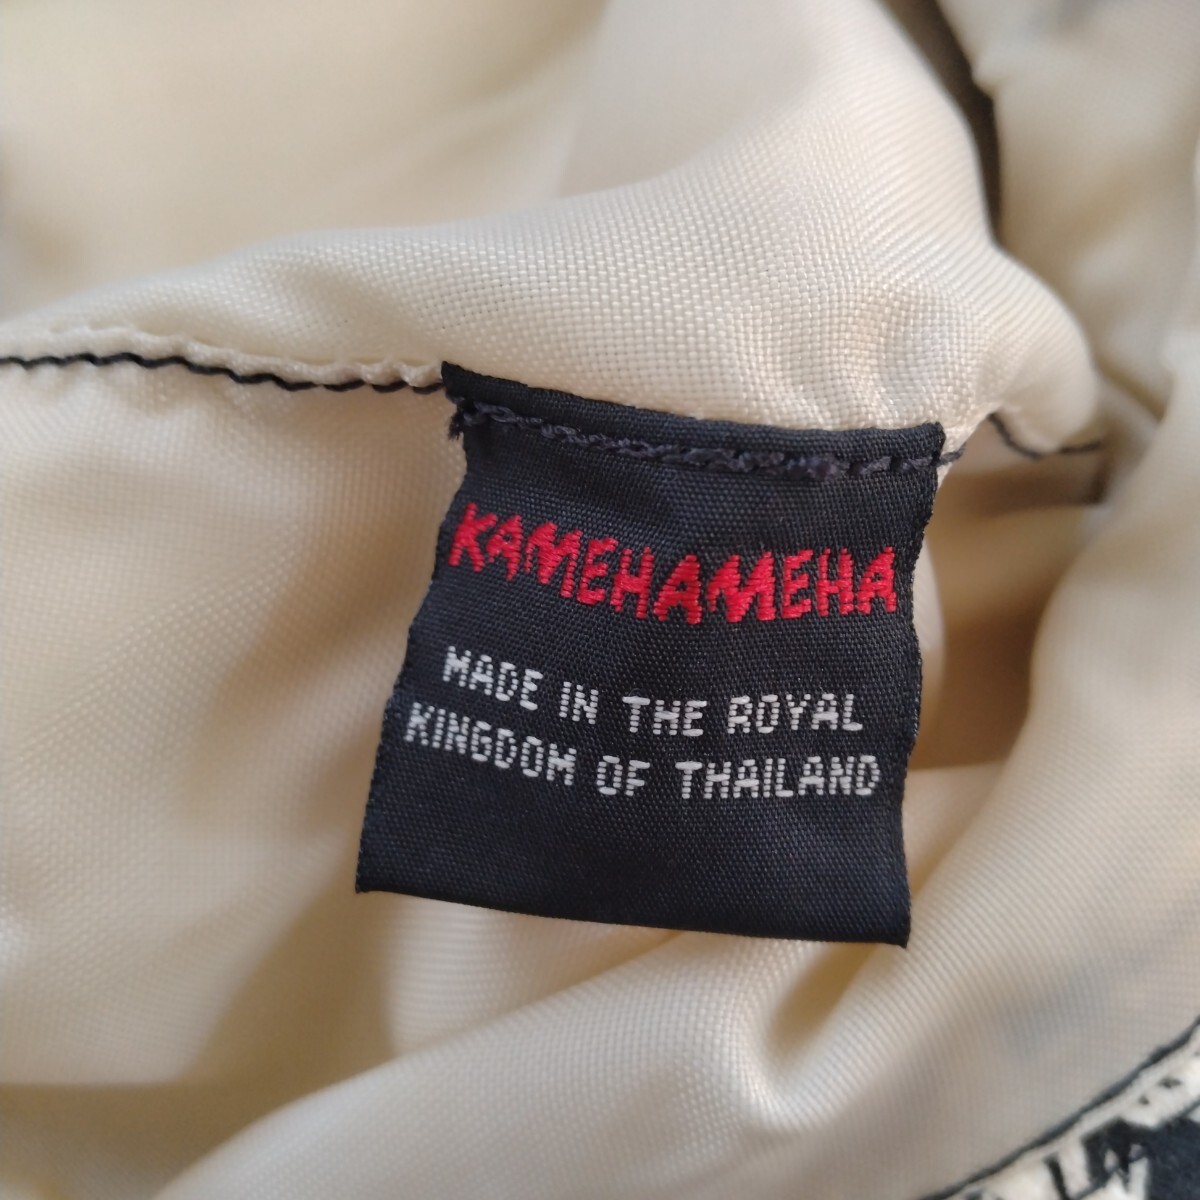 KAMEHAMEHA
MADE IN THE ROYAL
KINGDOM OF THAILAND